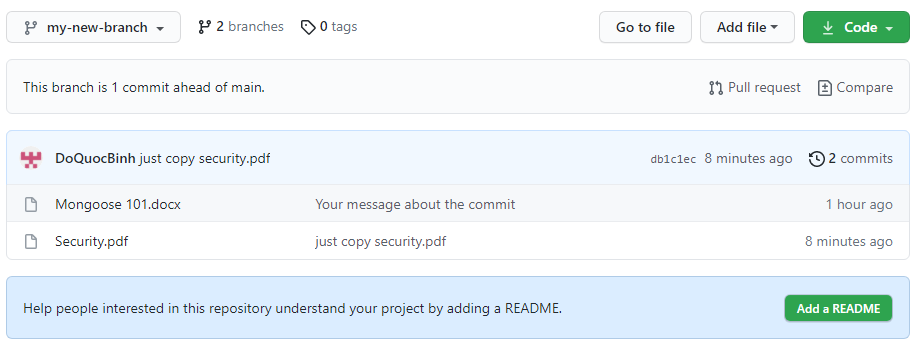 my-new-branch 2 branches 0 tags Go to file Add file Code
This branch is 1 commit ahead of main. Pull request Compare
DoQuocBinh just copy security.pdf db1c1ec 8 minutes ago 2 commits
Mongoose 101.docx Your message about the commit 1 hour ago
Security.pdf just copy security.pdf 8 minutes ago
Help people interested in this repository understand your project by adding a README. Add a README